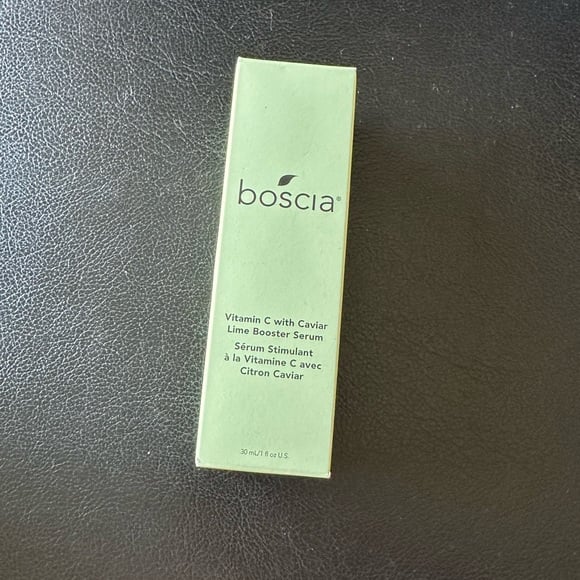 boscia®
Vitamin C with Caviar
Lime Booster Serum
Sérum Stimulant
à la Vitamine C avec
Citron Caviar
30 mL/1 fl oz U.S.